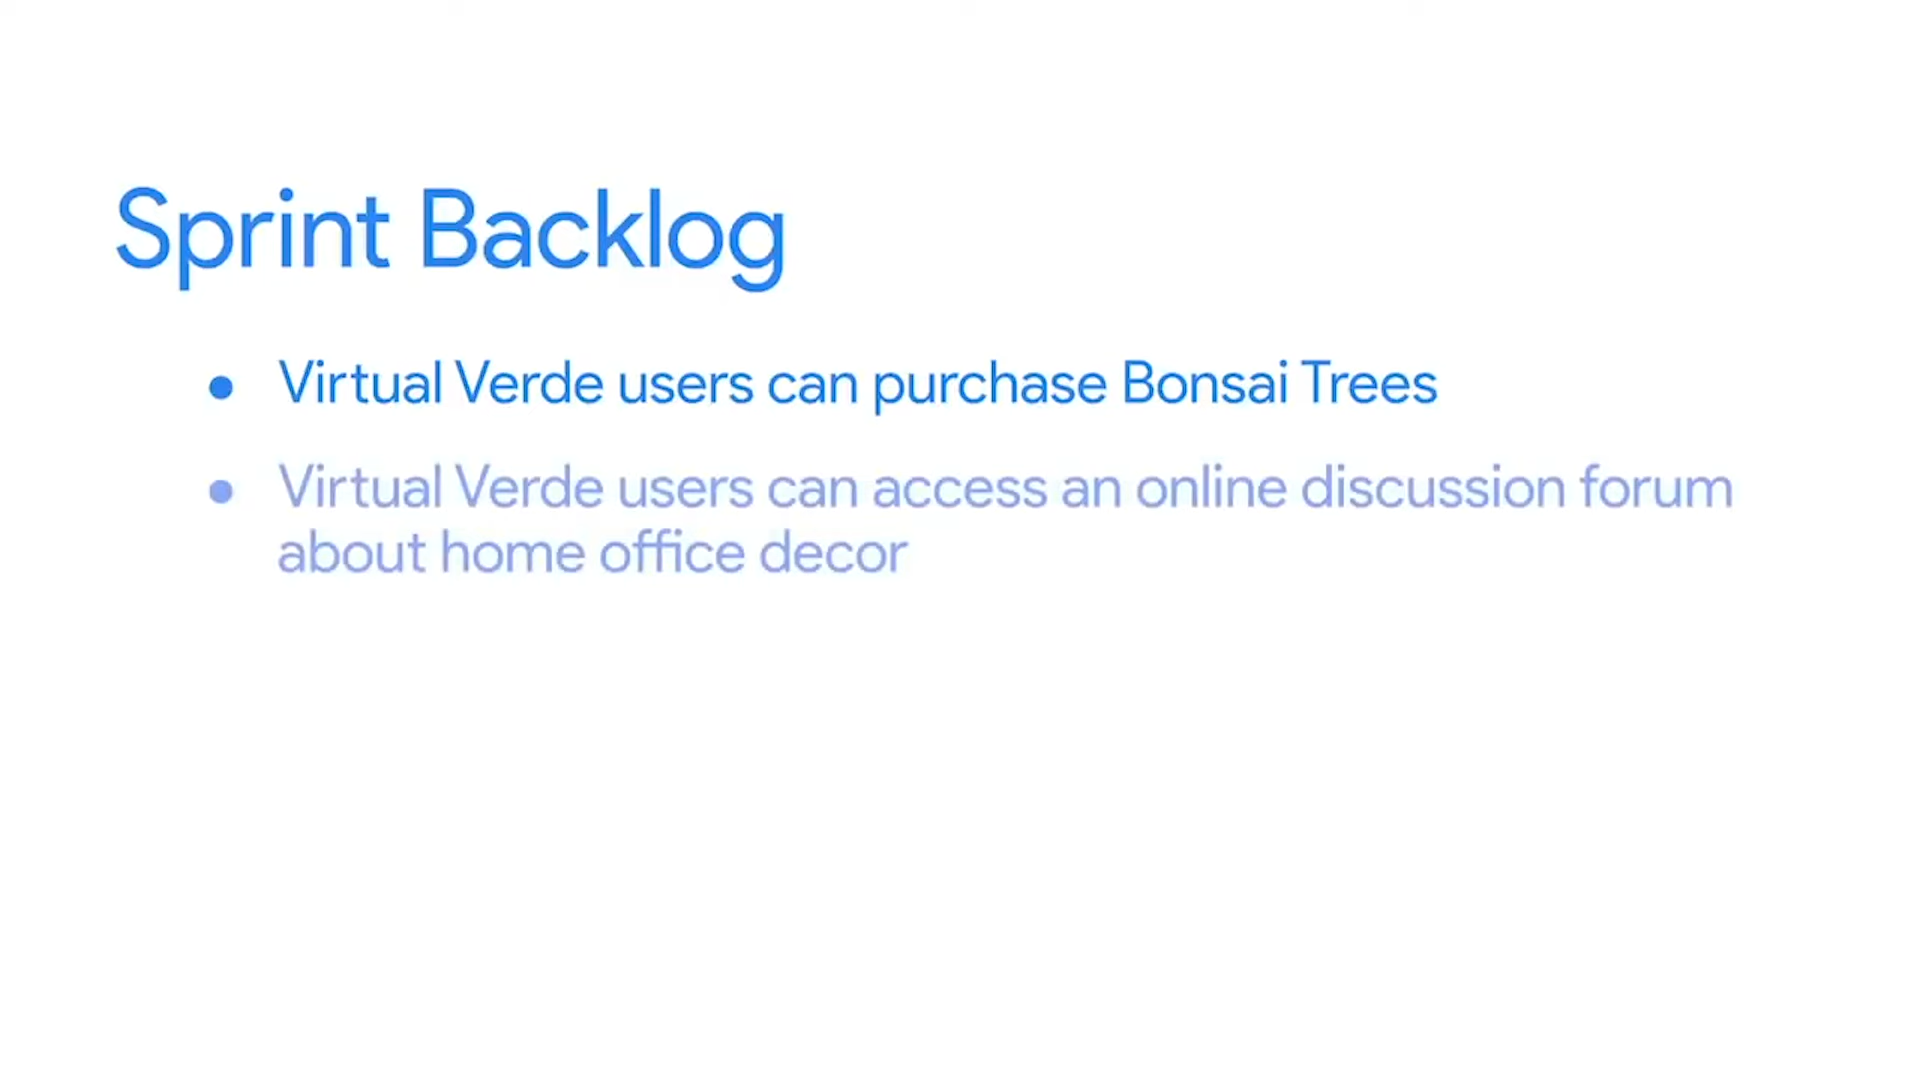 Sprint Backlog
● Virtual Verde users can purchase Bonsai Trees
● Virtual Verde users can access an online discussion forum
about home office decor